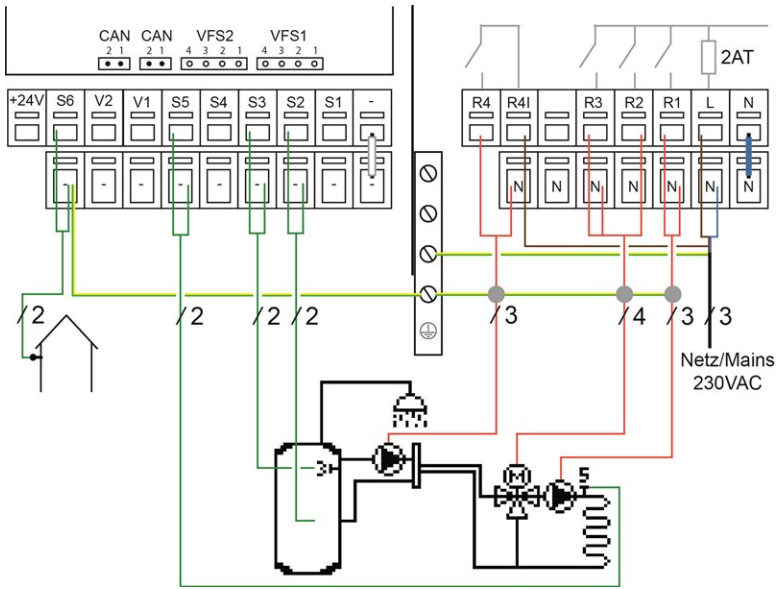 CAN CAN VFS2 VFS1
2 1 2 1 4 3 2 1 4 3 2 1
2AT
+24V S6 V2 V1 S5 S4 S3 S2 S1 -
R4 R4I R3 R2 R1 L N
- - - - - - - - -
N N N N N N
2 2 2 2 3 4 3 3
Netz/Mains
230VAC
3
M
5